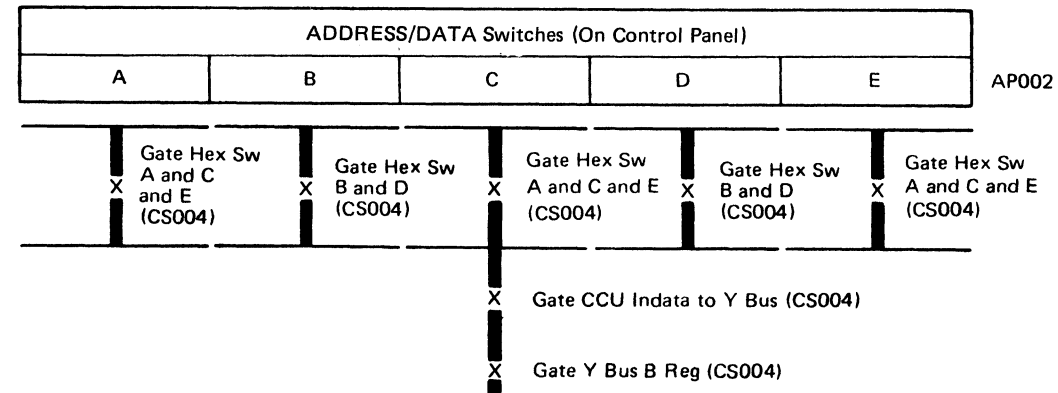 ADDRESS/DATA Switches (On Control Panel)
A B C D E AP002
Gate Hex Sw
A and C
and E
(CS004)
X
Gate Hex Sw
B and D
(CS004)
X
Gate Hex Sw
A and C and E
(CS004)
X
Gate Hex Sw
B and D
(CS004)
X
Gate Hex Sw
A and C and E
(CS004)
X
X Gate CCU Indata to Y Bus (CS004)
X Gate Y Bus B Reg (CS004)